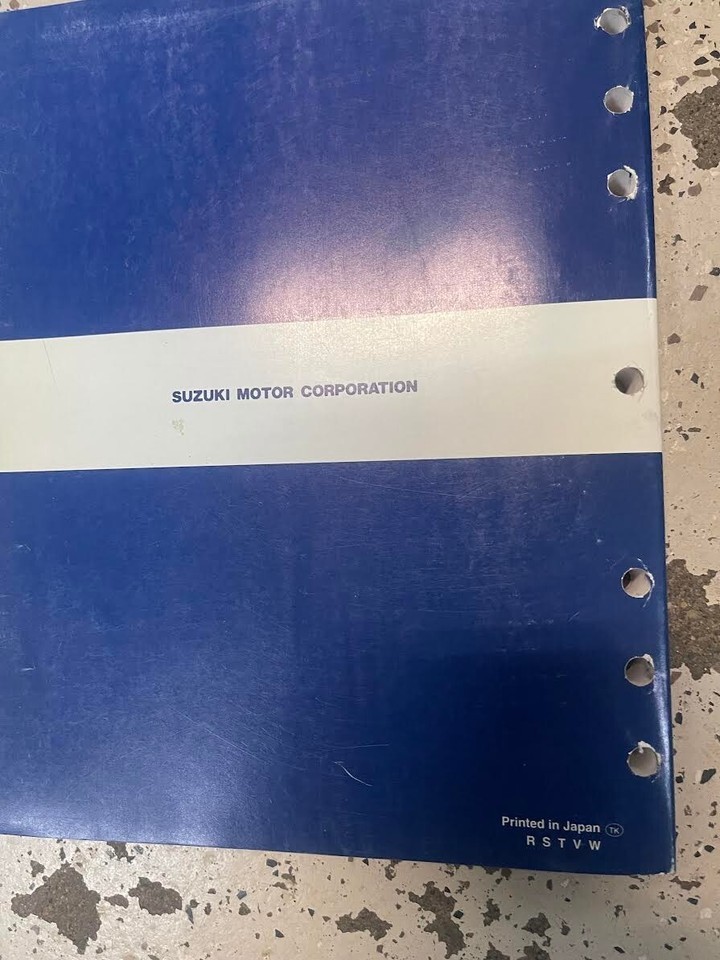 SUZUKI MOTOR CORPORATION
Printed in Japan TK
R S T V W